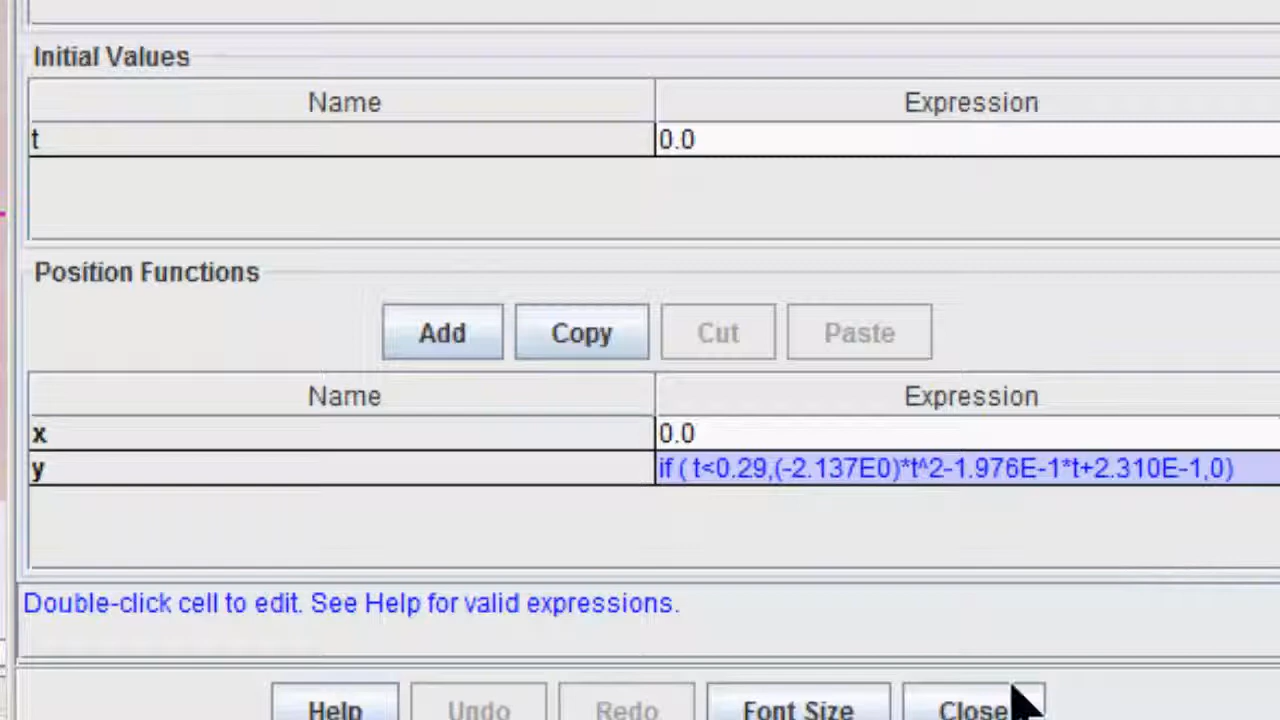 Initial Values
Name Expression
t 0.0
Position Functions
Add Copy Cut Paste
Name Expression
x 0.0
y if ( t<0.29,(-2.137E0)*t^2-1.976E-1*t+2.310E-1,0)
Double-click cell to edit. See Help for valid expressions.
Help Undo Redo Font Size Close